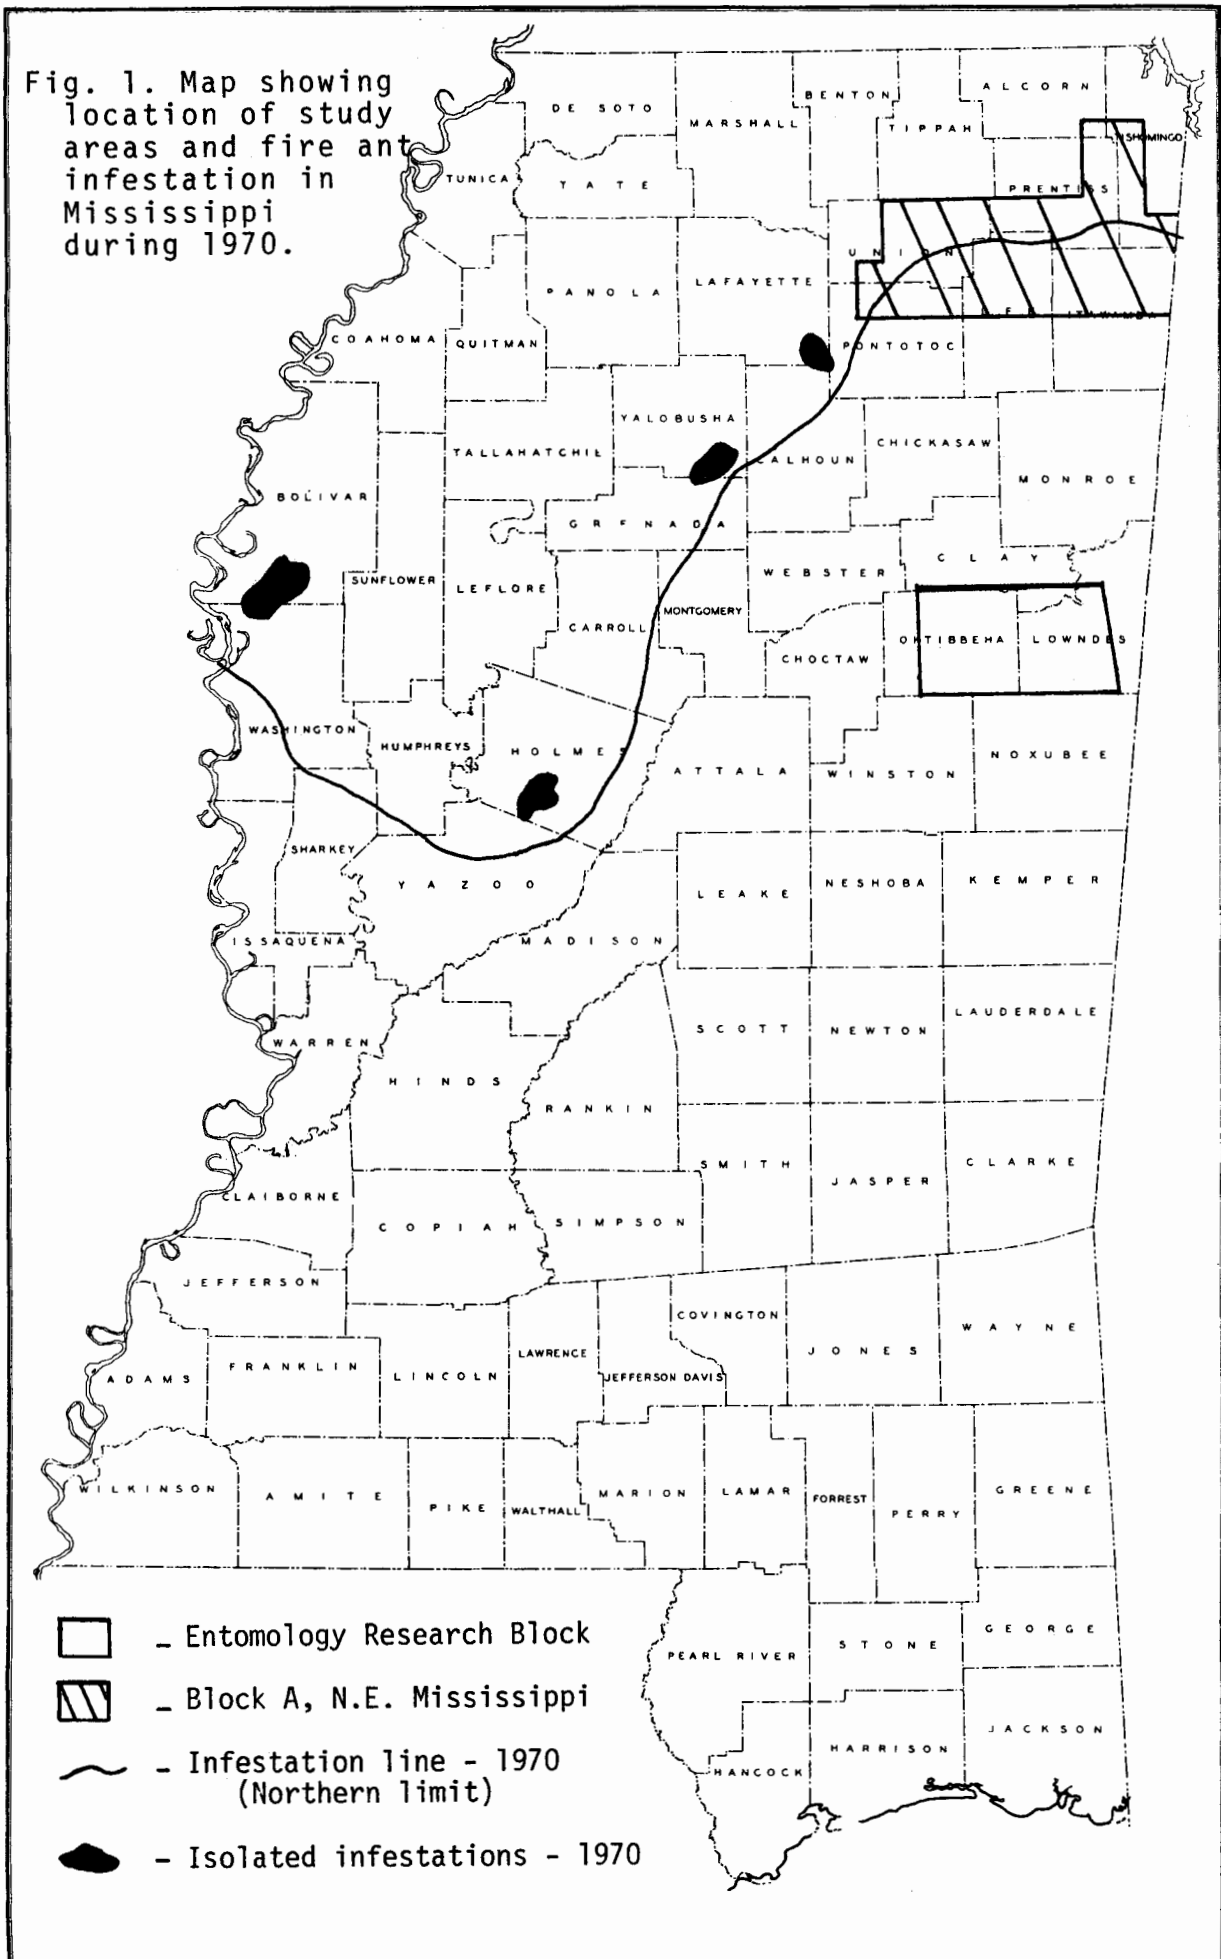 Fig. 1. Map showing
location of study
areas and fire ant
infestation in
Mississippi
during 1970.
DE SOTO
MARSHALL
BENTON
TIPPAH
ALCORN
TISHOMINGO
TUNICA
YATE
PRENTISS
UNION
PANOLA
LAFAYETTE
LEE
ITAWAMBA
COAHOMA
QUITMAN
PONTOTOC
YALOBUSHA
TALLAHATCHIE
CALHOUN
CHICKASAW
MONROE
BOLIVAR
GRENADA
SUNFLOWER
LEFLORE
WEBSTER
CLAY
CARROLL
MONTGOMERY
CHOCTAW
OKTIBBEHA
LOWNDES
WASHINGTON
HUMPHREYS
HOLMES
ATTALA
WINSTON
NOXUBEE
SHARKEY
YAZOO
LEAKE
NESHOBA
KEMPER
ISSAQUENA
MADISON
WARREN
SCOTT
NEWTON
LAUDERDALE
HINDS
RANKIN
SMITH
JASPER
CLARKE
CLAIBORNE
COPIAH
SIMPSON
JEFFERSON
COVINGTON
JONES
WAYNE
ADAMS
FRANKLIN
LINCOLN
LAWRENCE
JEFFERSON DAVIS
WILKINSON
AMITE
PIKE
WALTHALL
MARION
LAMAR
FORREST
PERRY
GREENE
PEARL RIVER
STONE
GEORGE
HANCOCK
HARRISON
JACKSON
– Entomology Research Block
– Block A, N.E. Mississippi
– Infestation line - 1970
(Northern limit)
– Isolated infestations - 1970